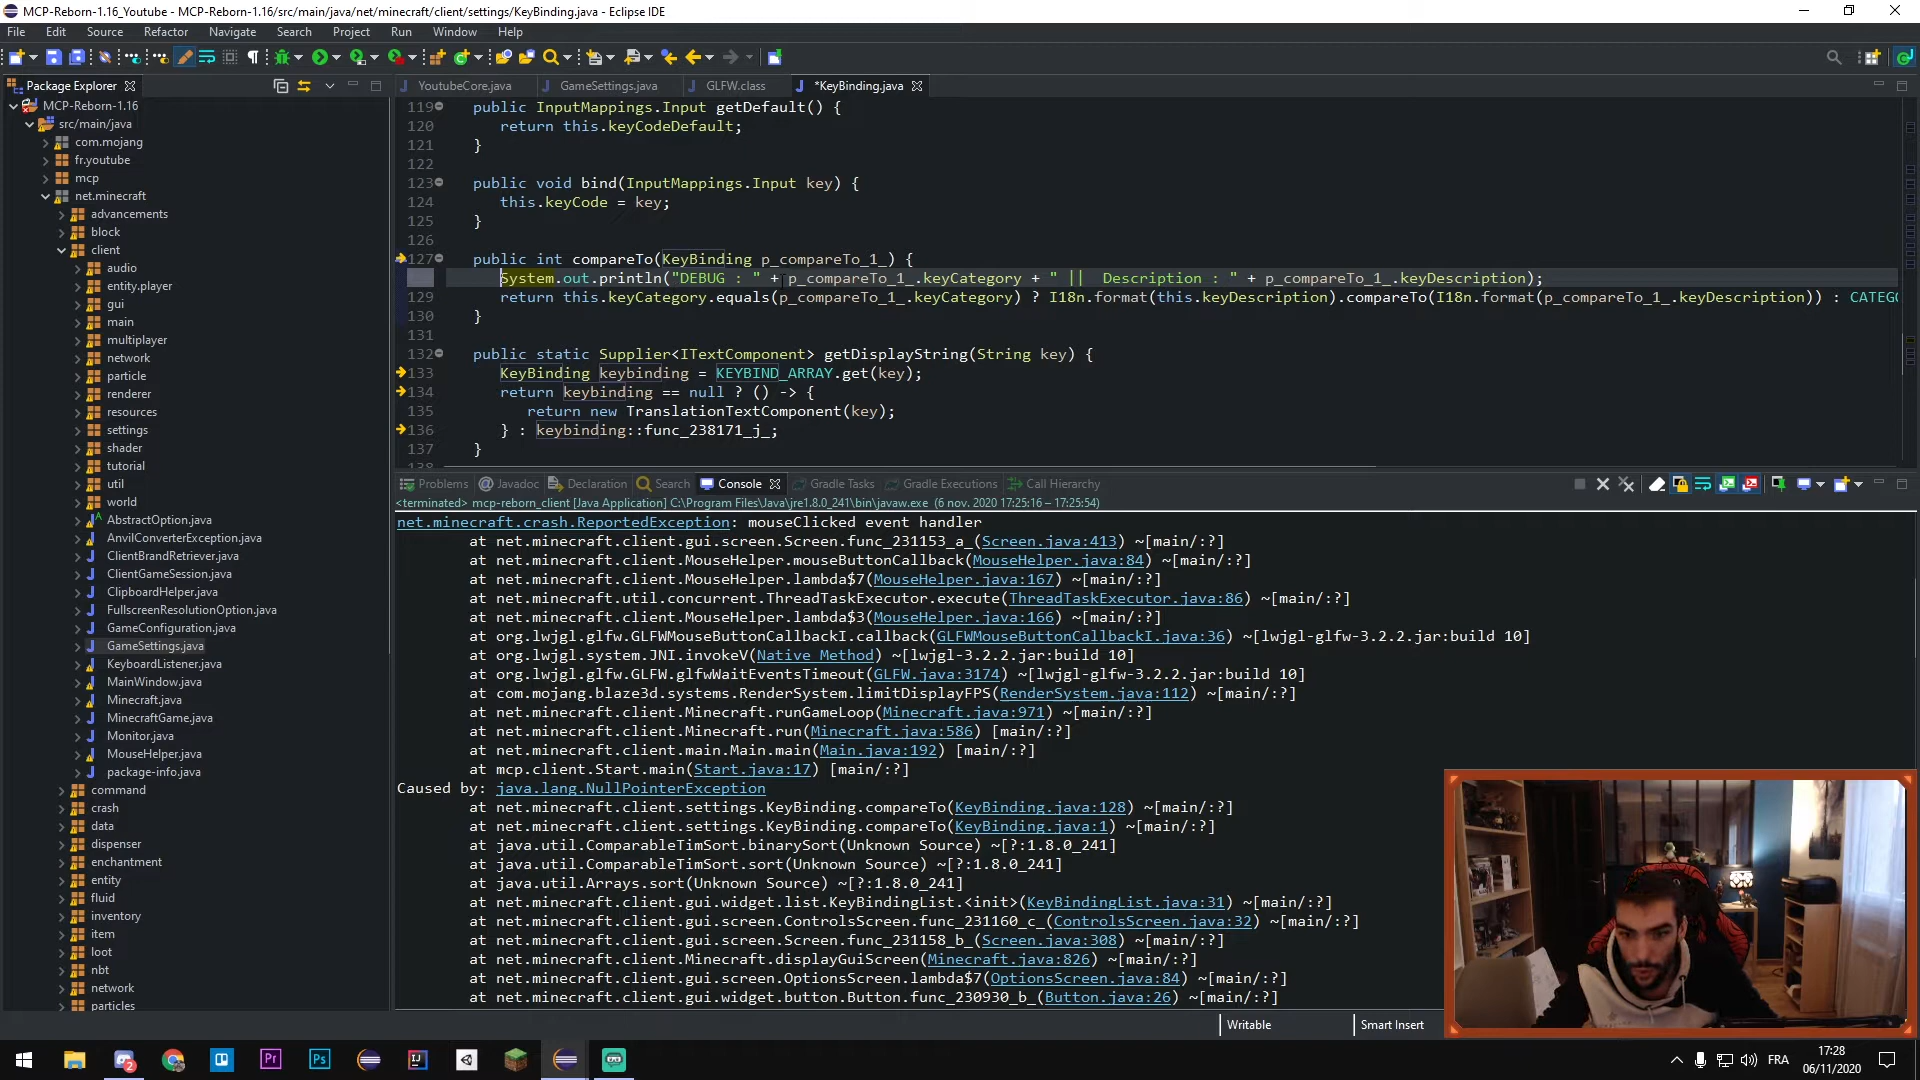 MCP-Reborn-1.16_Youtube - MCP-Reborn-1.16/src/main/java/net/minecraft/client/settings/KeyBinding.java - Eclipse IDE
File Edit Source Refactor Navigate Search Project Run Window Help
Package Explorer
MCP-Reborn-1.16
src/main/java
com.mojang
fr.youtube
mcp
net.minecraft
advancements
block
client
audio
entity.player
gui
main
multiplayer
network
particle
renderer
resources
settings
shader
tutorial
util
world
AbstractOption.java
AnvilConverterException.java
ClientBrandRetriever.java
ClientGameSession.java
ClipboardHelper.java
FullscreenResolutionOption.java
GameConfiguration.java
GameSettings.java
KeyboardListener.java
MainWindow.java
Minecraft.java
MinecraftGame.java
Monitor.java
MouseHelper.java
package-info.java
command
crash
data
dispenser
enchantment
entity
fluid
inventory
item
loot
nbt
network
particles
YoutubeCore.java GameSettings.java GLFW.class *KeyBinding.java
119 public InputMappings.Input getDefault() {
120 return this.keyCodeDefault;
121 }
122
123 public void bind(InputMappings.Input key) {
124 this.keyCode = key;
125 }
126
127 public int compareTo(KeyBinding p_compareTo_1_) {
System.out.println("DEBUG : " + p_compareTo_1_.keyCategory + " ||  Description : " + p_compareTo_1_.keyDescription);
129 return this.keyCategory.equals(p_compareTo_1_.keyCategory) ? I18n.format(this.keyDescription).compareTo(I18n.format(p_compareTo_1_.keyDescription)) : CATEGO
130 }
131
132 public static Supplier<ITextComponent> getDisplayString(String key) {
133 KeyBinding keybinding = KEYBIND_ARRAY.get(key);
134 return keybinding == null ? () -> {
135 return new TranslationTextComponent(key);
136 } : keybinding::func_238171_j_;
137 }
138
Problems Javadoc Declaration Search Console Gradle Tasks Gradle Executions Call Hierarchy
<terminated> mcp-reborn_client [Java Application] C:\Program Files\Java\jre1.8.0_241\bin\javaw.exe (6 nov. 2020 17:25:16 – 17:25:54)
net.minecraft.crash.ReportedException: mouseClicked event handler
at net.minecraft.client.gui.screen.Screen.func_231153_a_(Screen.java:413) ~[main/:?]
at net.minecraft.client.MouseHelper.mouseButtonCallback(MouseHelper.java:84) ~[main/:?]
at net.minecraft.client.MouseHelper.lambda$7(MouseHelper.java:167) ~[main/:?]
at net.minecraft.util.concurrent.ThreadTaskExecutor.execute(ThreadTaskExecutor.java:86) ~[main/:?]
at net.minecraft.client.MouseHelper.lambda$3(MouseHelper.java:166) ~[main/:?]
at org.lwjgl.glfw.GLFWMouseButtonCallbackI.callback(GLFWMouseButtonCallbackI.java:36) ~[lwjgl-glfw-3.2.2.jar:build 10]
at org.lwjgl.system.JNI.invokeV(Native Method) ~[lwjgl-3.2.2.jar:build 10]
at org.lwjgl.glfw.GLFW.glfwWaitEventsTimeout(GLFW.java:3174) ~[lwjgl-glfw-3.2.2.jar:build 10]
at com.mojang.blaze3d.systems.RenderSystem.limitDisplayFPS(RenderSystem.java:112) ~[main/:?]
at net.minecraft.client.Minecraft.runGameLoop(Minecraft.java:971) ~[main/:?]
at net.minecraft.client.Minecraft.run(Minecraft.java:586) [main/:?]
at net.minecraft.client.main.Main.main(Main.java:192) [main/:?]
at mcp.client.Start.main(Start.java:17) [main/:?]
Caused by: java.lang.NullPointerException
at net.minecraft.client.settings.KeyBinding.compareTo(KeyBinding.java:128) ~[main/:?]
at net.minecraft.client.settings.KeyBinding.compareTo(KeyBinding.java:1) ~[main/:?]
at java.util.ComparableTimSort.binarySort(Unknown Source) ~[?:1.8.0_241]
at java.util.ComparableTimSort.sort(Unknown Source) ~[?:1.8.0_241]
at java.util.Arrays.sort(Unknown Source) ~[?:1.8.0_241]
at net.minecraft.client.gui.widget.list.KeyBindingList.<init>(KeyBindingList.java:31) ~[main/:?]
at net.minecraft.client.gui.screen.ControlsScreen.func_231160_c_(ControlsScreen.java:32) ~[main/:?]
at net.minecraft.client.gui.screen.Screen.func_231158_b_(Screen.java:308) ~[main/:?]
at net.minecraft.client.Minecraft.displayGuiScreen(Minecraft.java:826) ~[main/:?]
at net.minecraft.client.gui.screen.OptionsScreen.lambda$7(OptionsScreen.java:84) ~[main/:?]
at net.minecraft.client.gui.widget.button.Button.func_230930_b_(Button.java:26) ~[main/:?]
Writable Smart Insert
FRA
17:28
06/11/2020